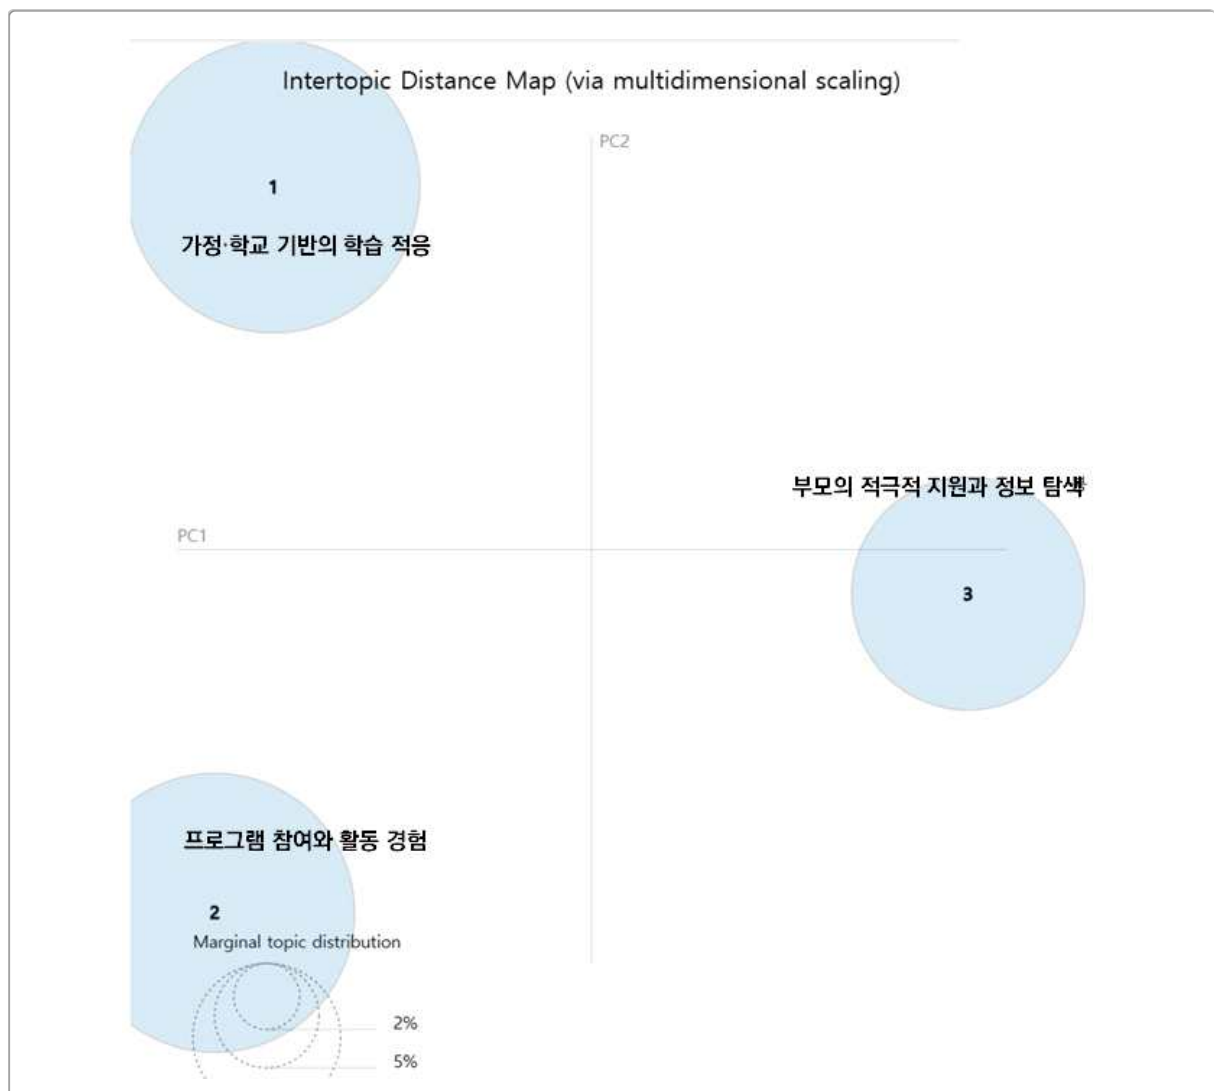 Intertopic Distance Map (via multidimensional scaling)
PC2
1
가정·학교 기반의 학습 적응
부모의 적극적 지원과 정보 탐색
PC1
3
프로그램 참여와 활동 경험
2
Marginal topic distribution
2%
5%